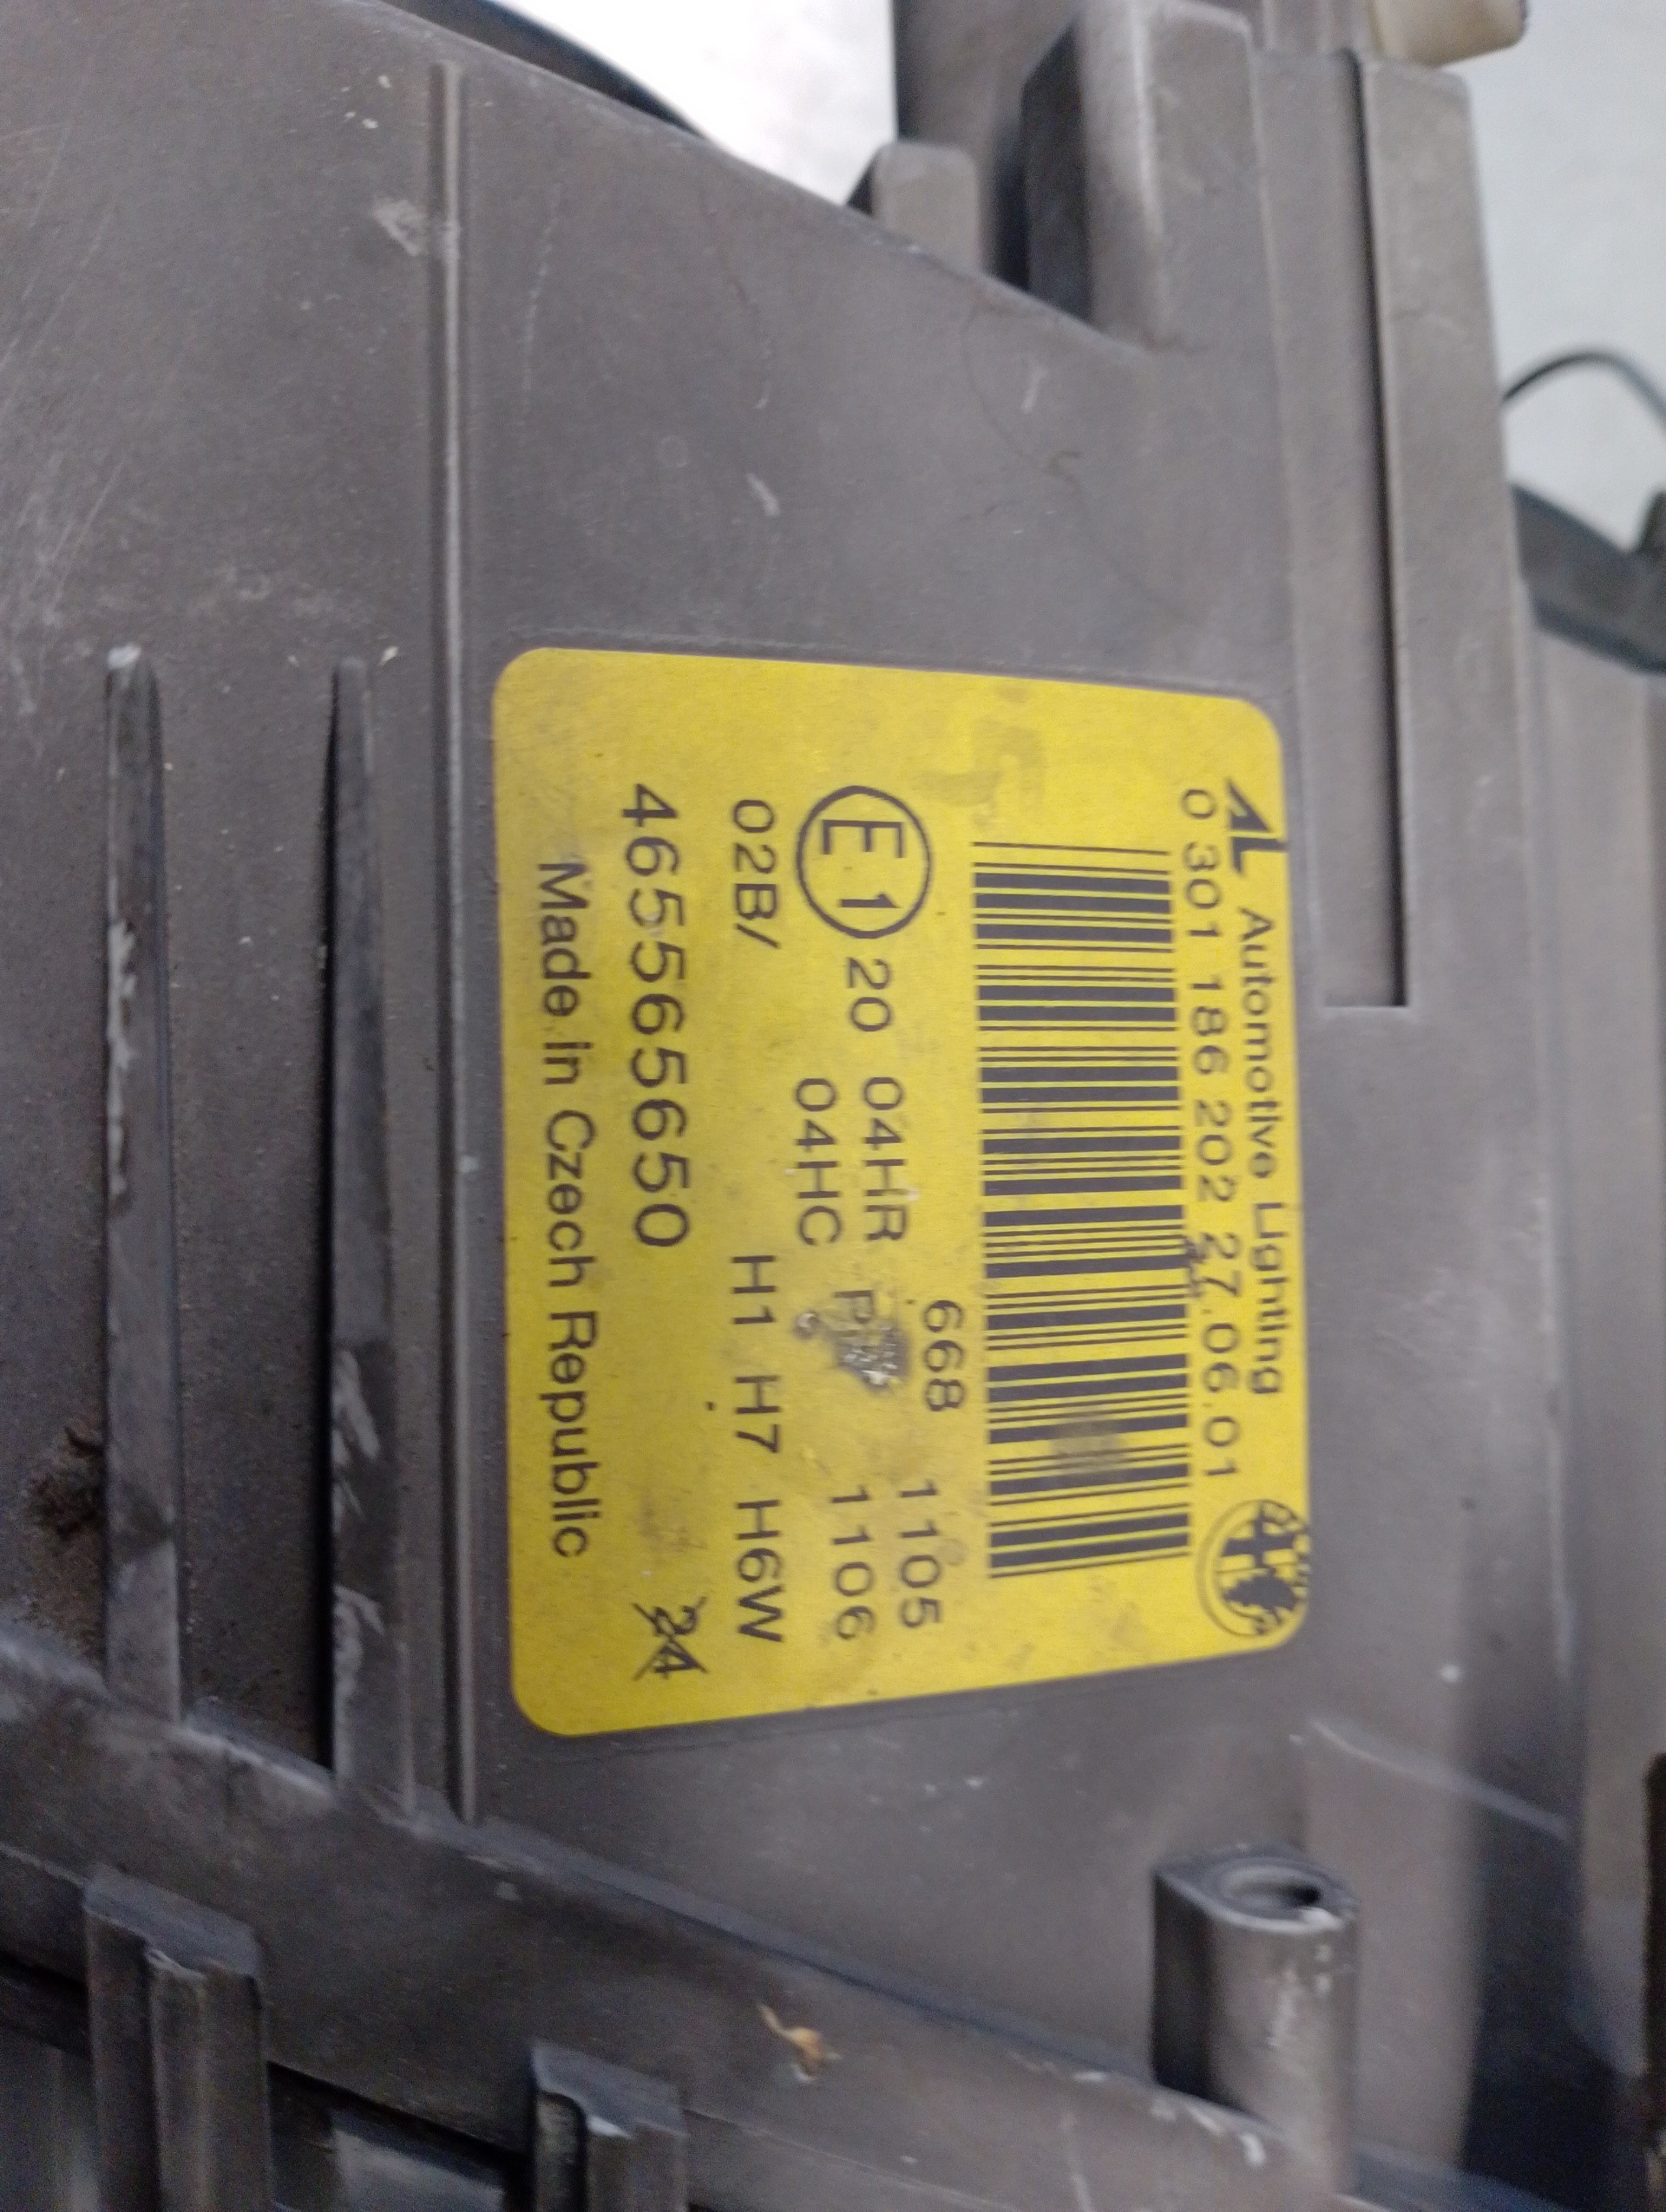 AL Automotive Lighting
0 301 186 202 27.06.01
668 1105
E1 20 04HR 1106
04HC
02B/ H1 H7 H6W
46556560
Made in Czech Republic